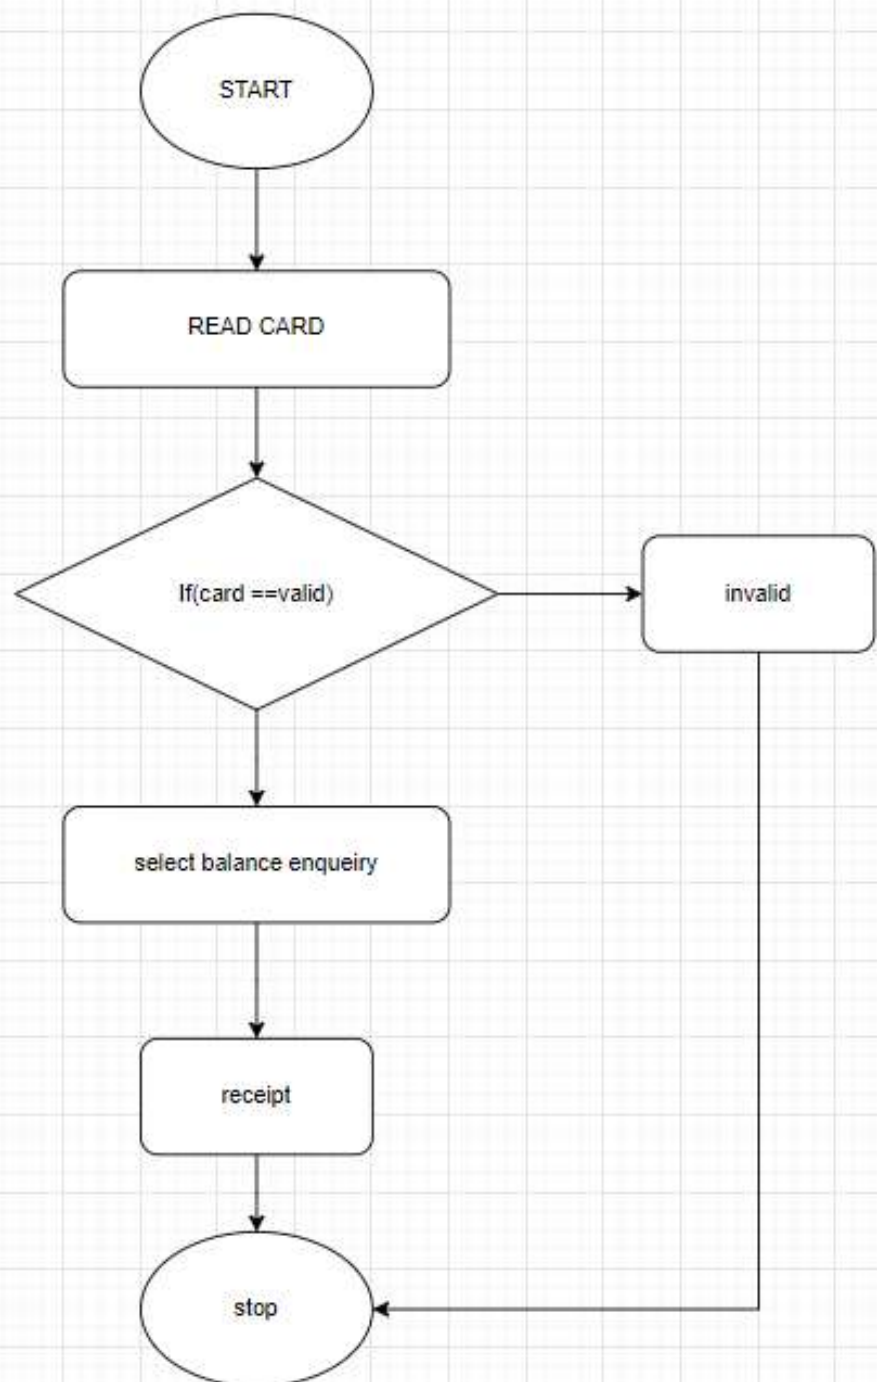 START
READ CARD
If(card ==valid)
invalid
select balance enqueiry
receipt
stop